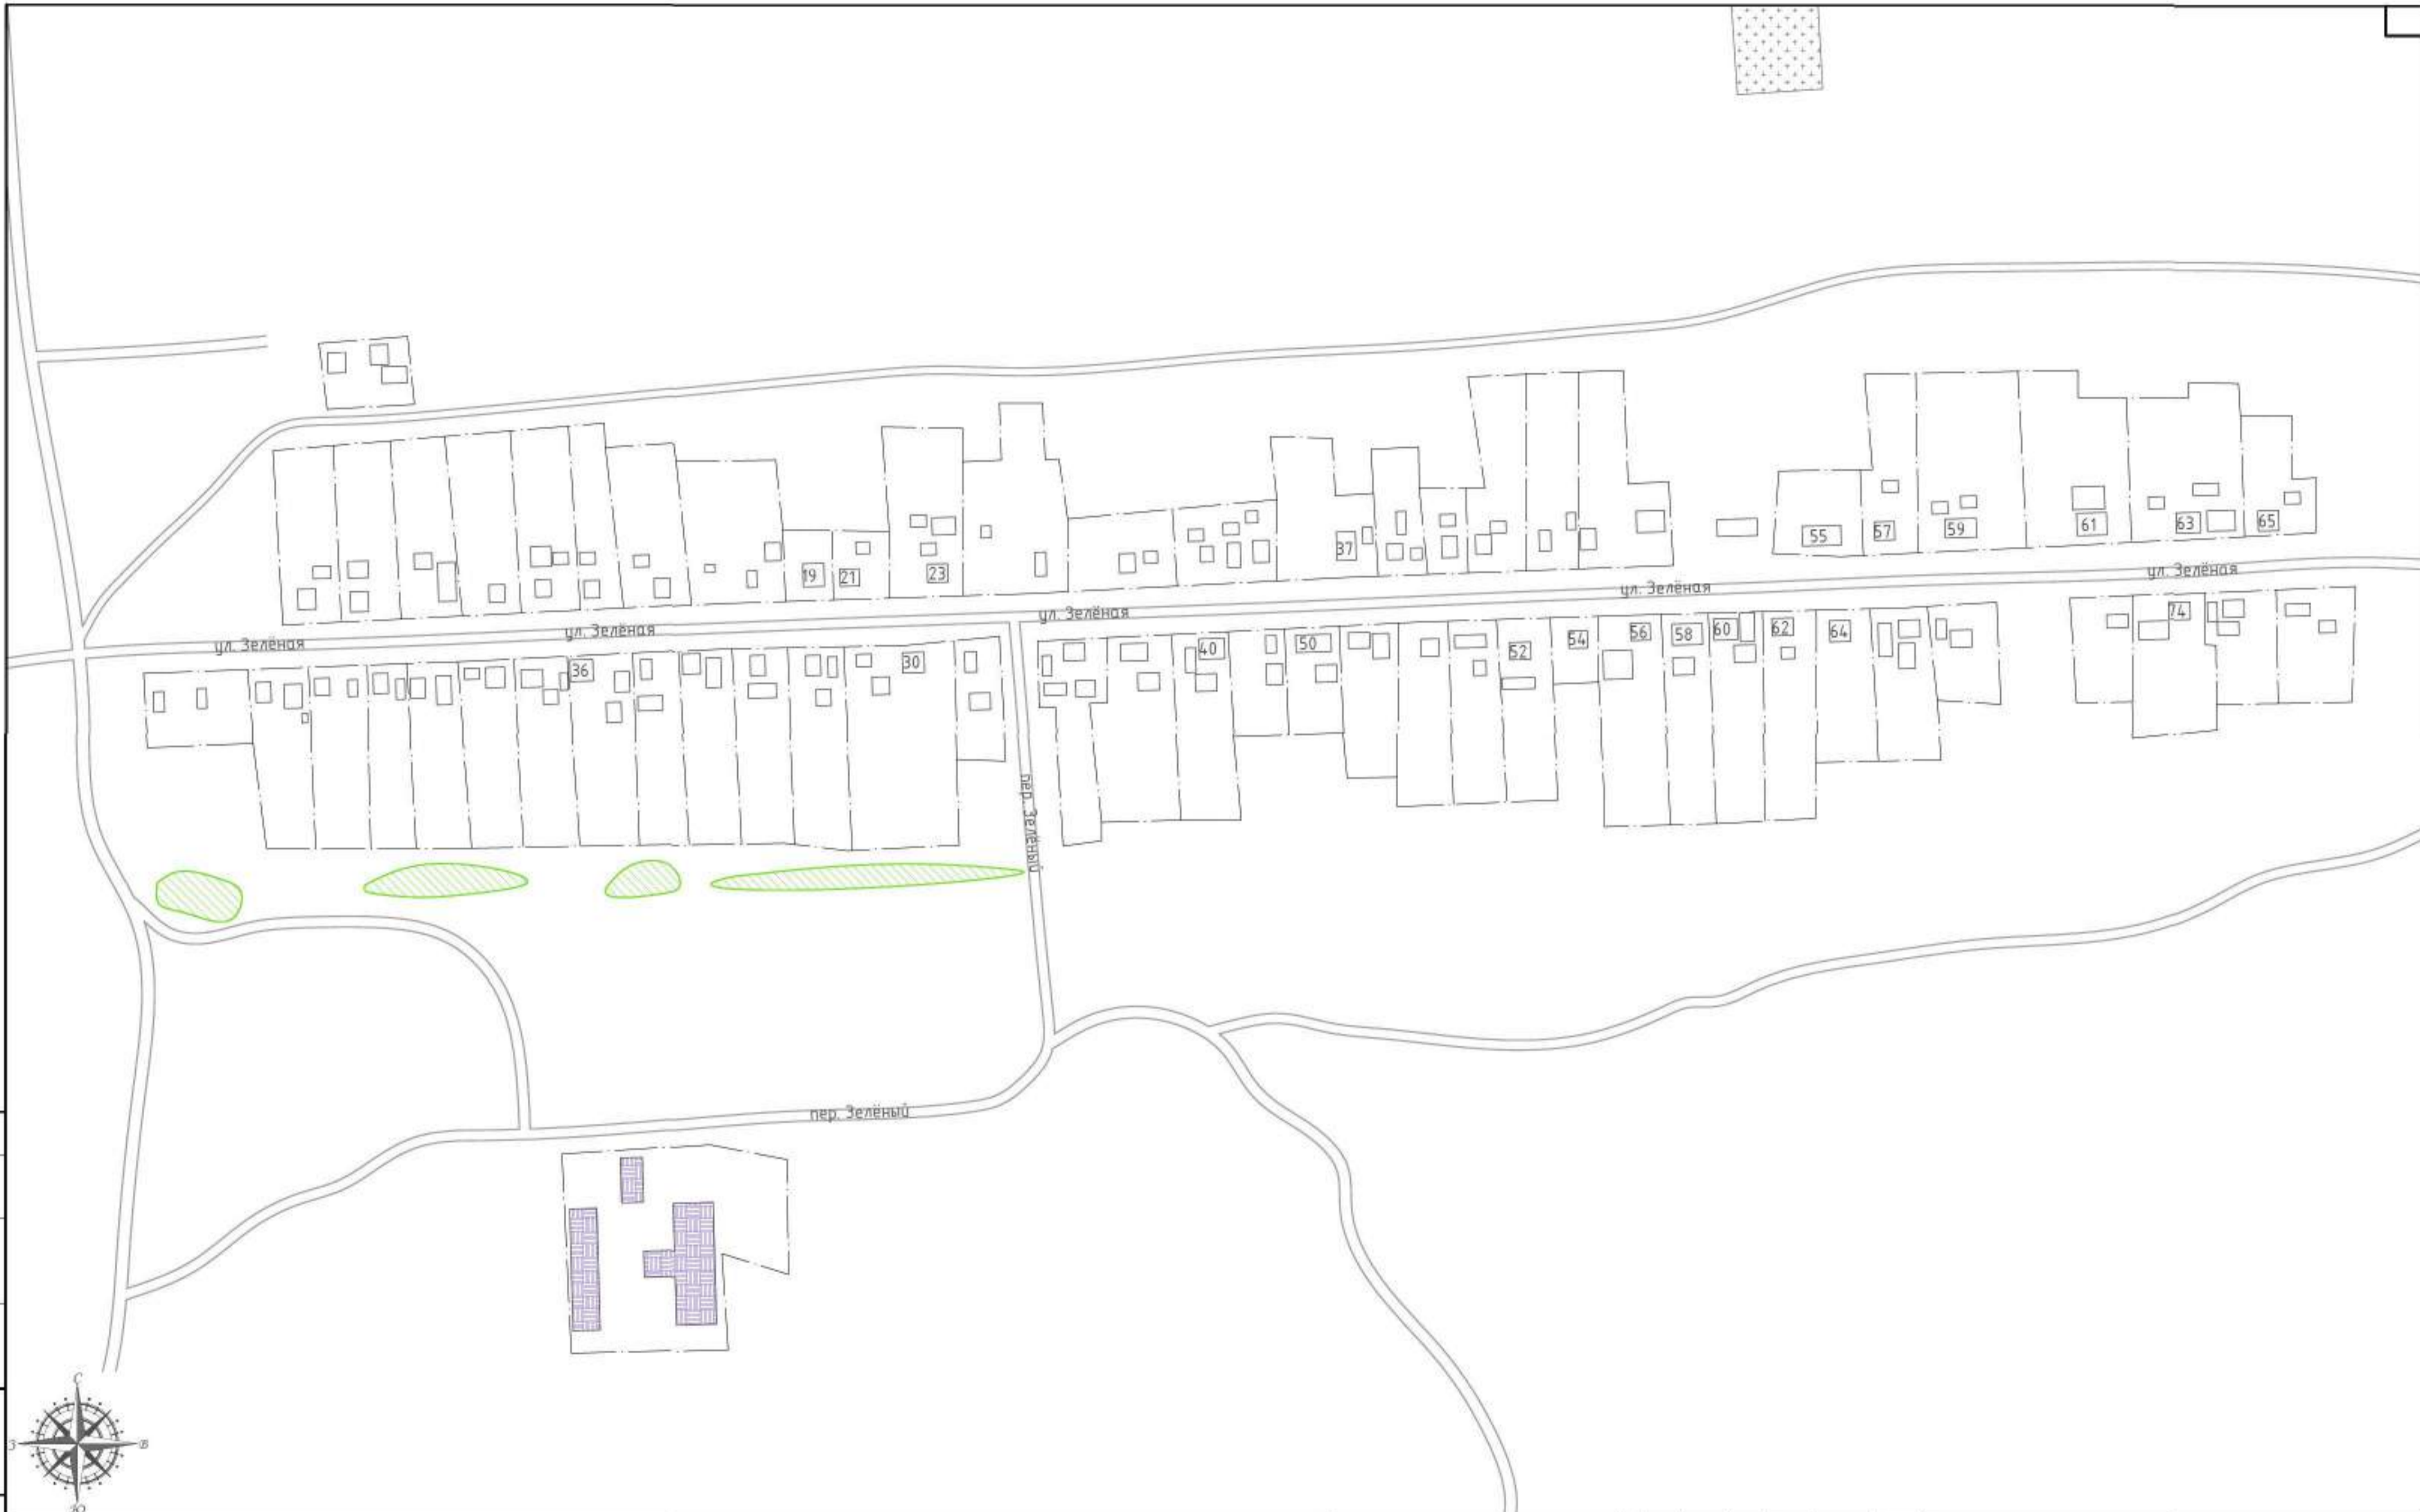 37
55
57
59
61
63
65
19
21
23
ул. Зелёная
ул. Зелёная
ул. Зелёная
ул. Зелёная
ул. Зелёная
36
30
40
50
52
54
56
58
60
62
64
74
пер. Зелёный
пер. Зелёный
С
З
В
Ю